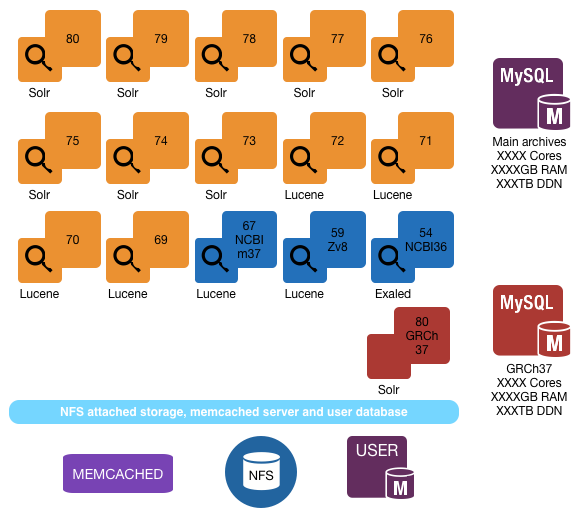 80
79
78
77
76
Solr
Solr
Solr
Solr
Solr
MySQL
M
Main archives
XXXX Cores
XXXXGB RAM
XXXTB DDN
75
74
73
72
71
Solr
Solr
Solr
Lucene
Lucene
70
69
67
NCBI
m37
59
Zv8
54
NCBI36
Lucene
Lucene
Lucene
Lucene
Exaled
80
GRCh
37
Solr
MySQL
M
GRCh37
XXXX Cores
XXXXGB RAM
XXXTB DDN
NFS attached storage, memcached server and user database
MEMCACHED
NFS
USER
M